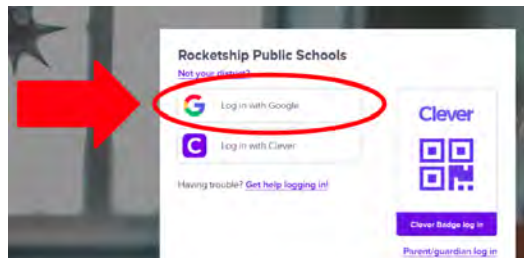 Rocketship Public Schools
Not your district?
Log in with Google
Log in with Clever
Having trouble? Get help logging in!
Clever
Clever Badge log in
Parent/guardian log in